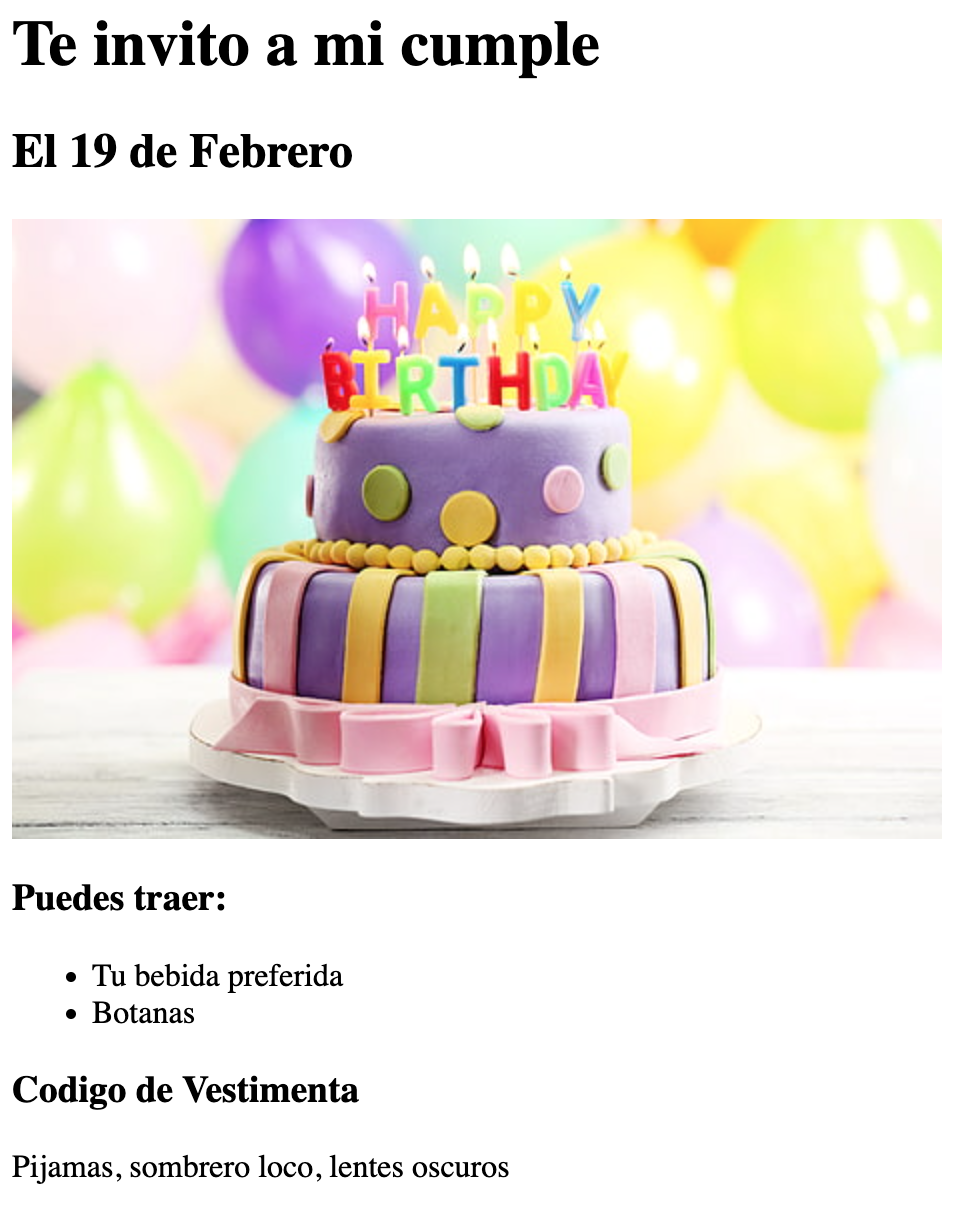 Te invito a mi cumple
El 19 de Febrero
HAPPY
BIRTHDAY
Puedes traer:
Tu bebida preferida
Botanas
Codigo de Vestimenta
Pijamas, sombrero loco, lentes oscuros